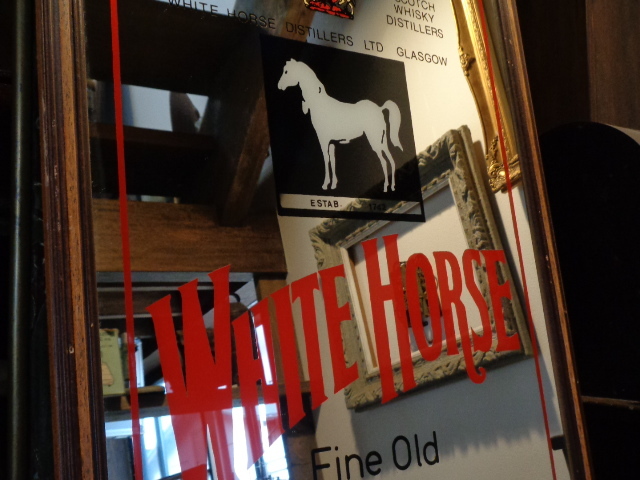 SCOTCH
WHISKY
DISTILLERS
WHITE HORSE DISTILLERS LTD GLASGOW
ESTAB
WHITE HORSE
Fine Old